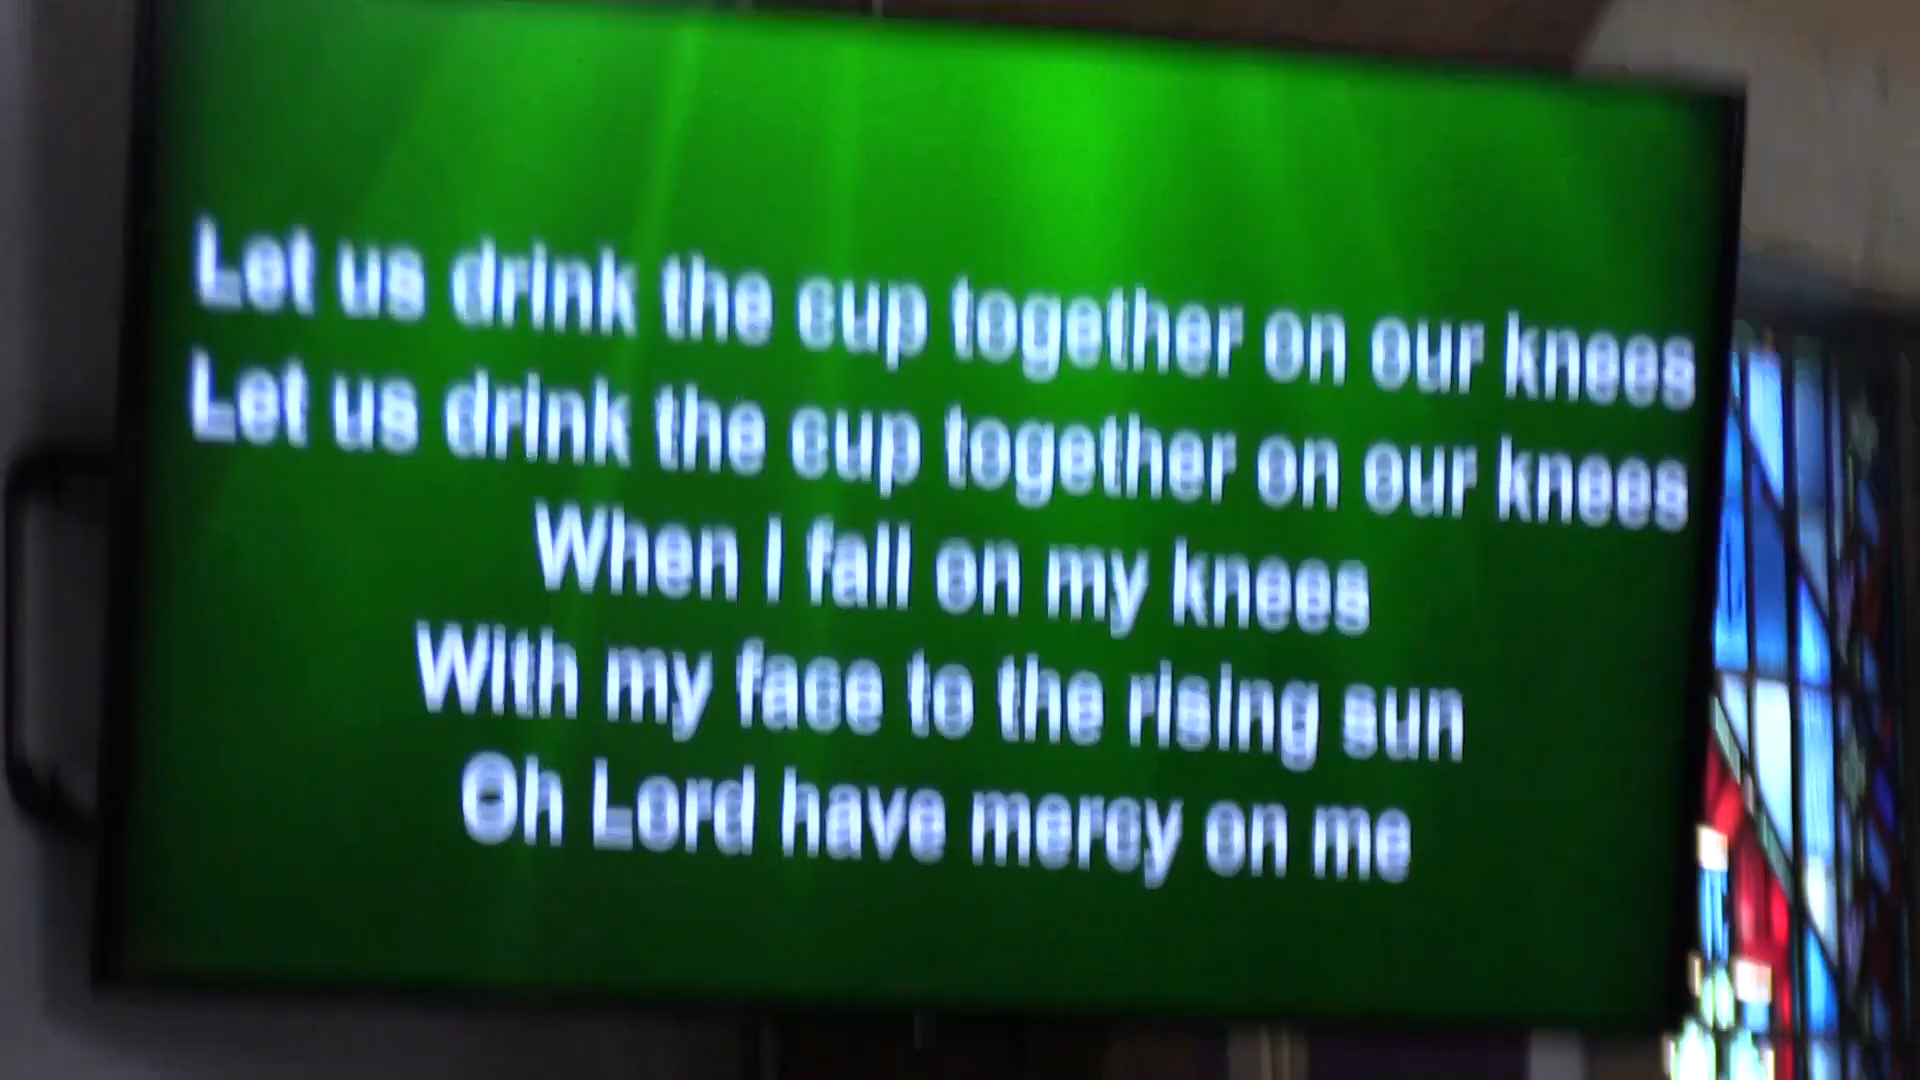 Let us drink the cup together on our knees
Let us drink the cup together on our knees
When I fall on my knees
With my face to the rising sun
Oh Lord have mercy on me